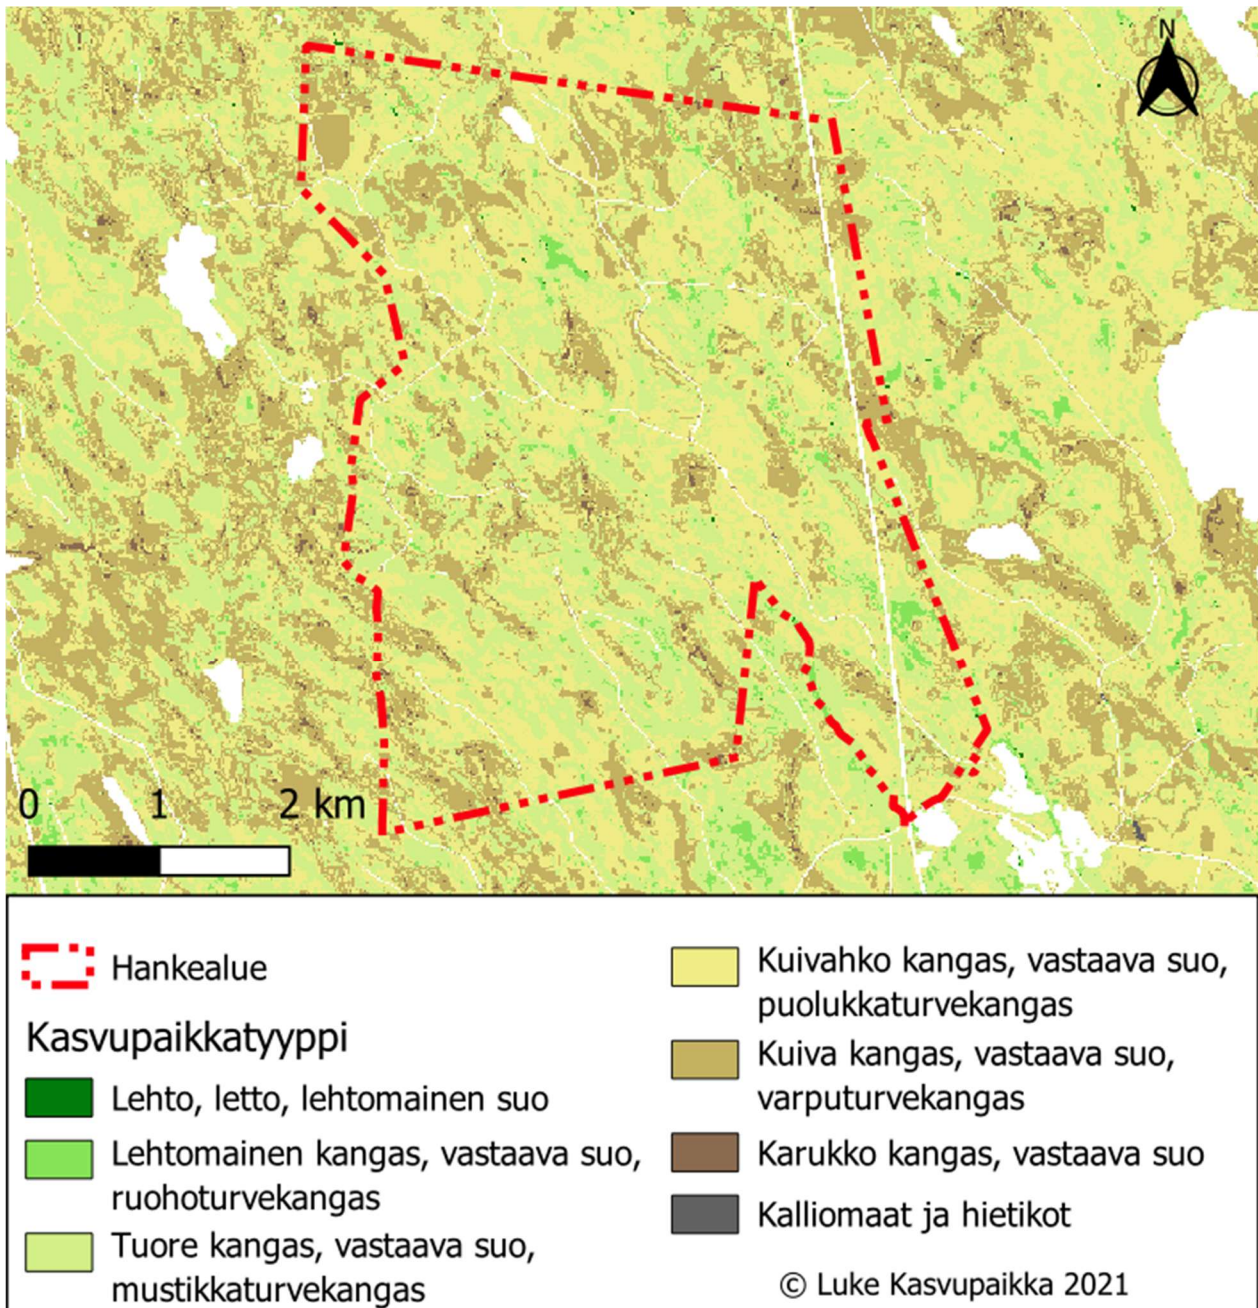 N
0 1 2 km
Hankealue
Kasvupaikkatyyppi
Lehto, letto, lehtomainen suo
Lehtomainen kangas, vastaava suo,
ruohoturvekangas
Tuore kangas, vastaava suo,
mustikkaturvekangas
Kuivahko kangas, vastaava suo,
puolukkaturvekangas
Kuiva kangas, vastaava suo,
varputurvekangas
Karukko kangas, vastaava suo
Kalliomaat ja hietikot
© Luke Kasvupaikka 2021